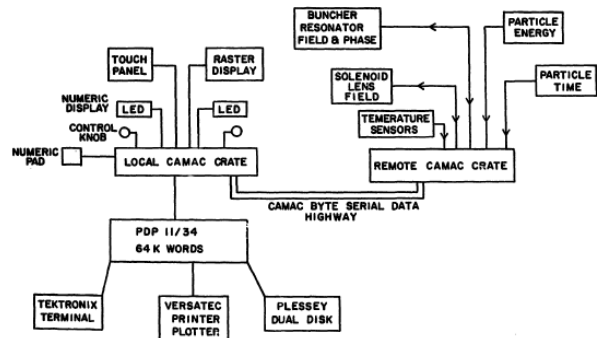 BUNCHER
RESONATOR
FIELD & PHASE
PARTICLE
ENERGY
TOUCH
PANEL
RASTER
DISPLAY
SOLENOID
LENS
FIELD
PARTICLE
TIME
NUMERIC
DISPLAY
LED
LED
CONTROL
KNOB
TEMERATURE
SENSORS
NUMERIC
PAD
LOCAL CAMAC CRATE
REMOTE CAMAC CRATE
CAMAC BYTE SERIAL DATA
HIGHWAY
PDP 11/34
64K WORDS
TEKTRONIX
TERMINAL
VERSATEC
PRINTER
PLOTTER
PLESSEY
DUAL DISK